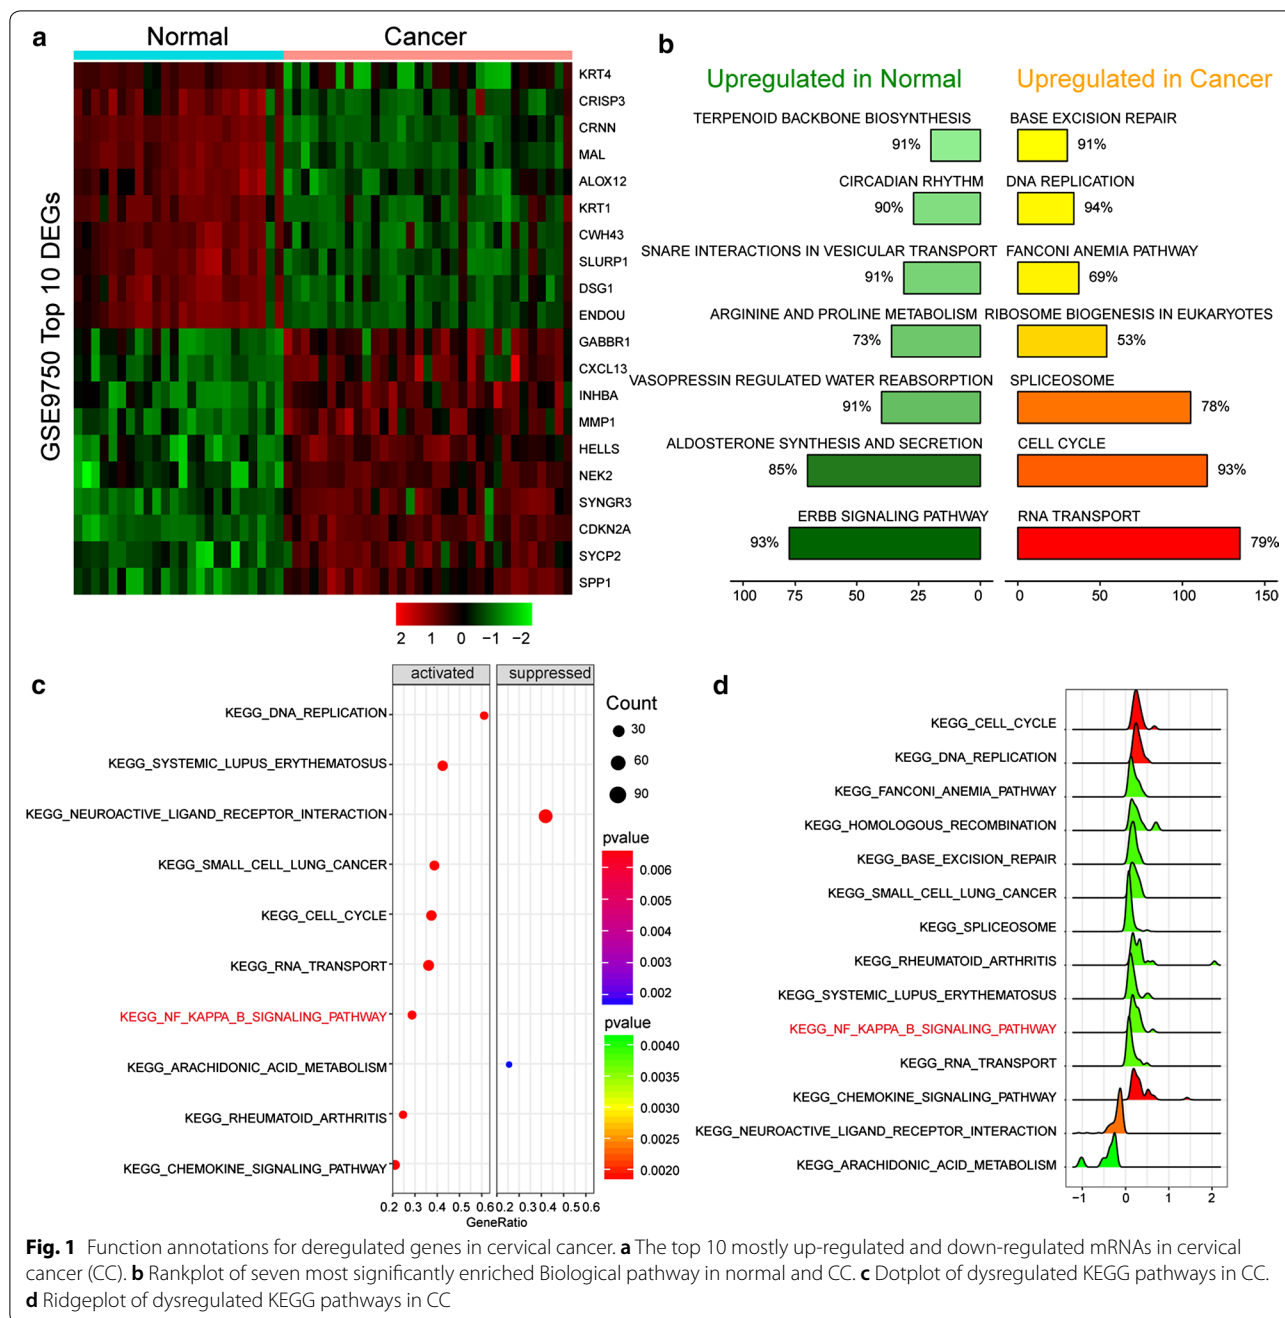 a
Normal
Cancer
GSE9750 Top 10 DEGs
KRT4
CRISP3
CRNN
MAL
ALOX12
KRT1
CWH43
SLURP1
DSG1
ENDOU
GABBR1
CXCL13
INHBA
MMP1
HELLS
NEK2
SYNGR3
CDKN2A
SYCP2
SPP1
2 1 0 −1 −2
b
Upregulated in Normal
Upregulated in Cancer
TERPENOID BACKBONE BIOSYNTHESIS
91%
BASE EXCISION REPAIR
91%
CIRCADIAN RHYTHM
90%
DNA REPLICATION
94%
SNARE INTERACTIONS IN VESICULAR TRANSPORT
91%
FANCONI ANEMIA PATHWAY
69%
ARGININE AND PROLINE METABOLISM
73%
RIBOSOME BIOGENESIS IN EUKARYOTES
53%
VASOPRESSIN REGULATED WATER REABSORPTION
91%
SPLICEOSOME
78%
ALDOSTERONE SYNTHESIS AND SECRETION
85%
CELL CYCLE
93%
ERBB SIGNALING PATHWAY
93%
RNA TRANSPORT
79%
100 75 50 25 0
0 50 100 150
c
activated
suppressed
KEGG_DNA_REPLICATION
KEGG_SYSTEMIC_LUPUS_ERYTHEMATOSUS
KEGG_NEUROACTIVE_LIGAND_RECEPTOR_INTERACTION
KEGG_SMALL_CELL_LUNG_CANCER
KEGG_CELL_CYCLE
KEGG_RNA_TRANSPORT
KEGG_NF_KAPPA_B_SIGNALING_PATHWAY
KEGG_ARACHIDONIC_ACID_METABOLISM
KEGG_RHEUMATOID_ARTHRITIS
KEGG_CHEMOKINE_SIGNALING_PATHWAY
0.2 0.3 0.4 0.5 0.6 0.2 0.3 0.4 0.5 0.6
GeneRatio
Count
30
60
90
pvalue
0.006
0.005
0.004
0.003
0.002
pvalue
0.0040
0.0035
0.0030
0.0025
0.0020
d
KEGG_CELL_CYCLE
KEGG_DNA_REPLICATION
KEGG_FANCONI_ANEMIA_PATHWAY
KEGG_HOMOLOGOUS_RECOMBINATION
KEGG_BASE_EXCISION_REPAIR
KEGG_SMALL_CELL_LUNG_CANCER
KEGG_SPLICEOSOME
KEGG_RHEUMATOID_ARTHRITIS
KEGG_SYSTEMIC_LUPUS_ERYTHEMATOSUS
KEGG_NF_KAPPA_B_SIGNALING_PATHWAY
KEGG_RNA_TRANSPORT
KEGG_CHEMOKINE_SIGNALING_PATHWAY
KEGG_NEUROACTIVE_LIGAND_RECEPTOR_INTERACTION
KEGG_ARACHIDONIC_ACID_METABOLISM
−1 0 1 2
Fig. 1 Function annotations for deregulated genes in cervical cancer. a The top 10 mostly up-regulated and down-regulated mRNAs in cervical
cancer (CC). b Rankplot of seven most significantly enriched Biological pathway in normal and CC. c Dotplot of dysregulated KEGG pathways in CC.
d Ridgeplot of dysregulated KEGG pathways in CC